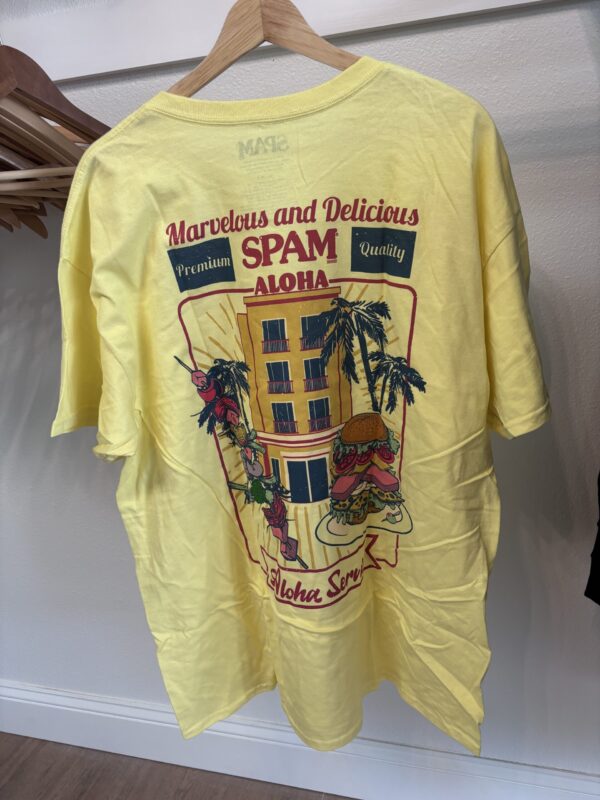 SPAM
Marvelous and Delicious
Premium SPAM Quality
ALOHA
Aloha